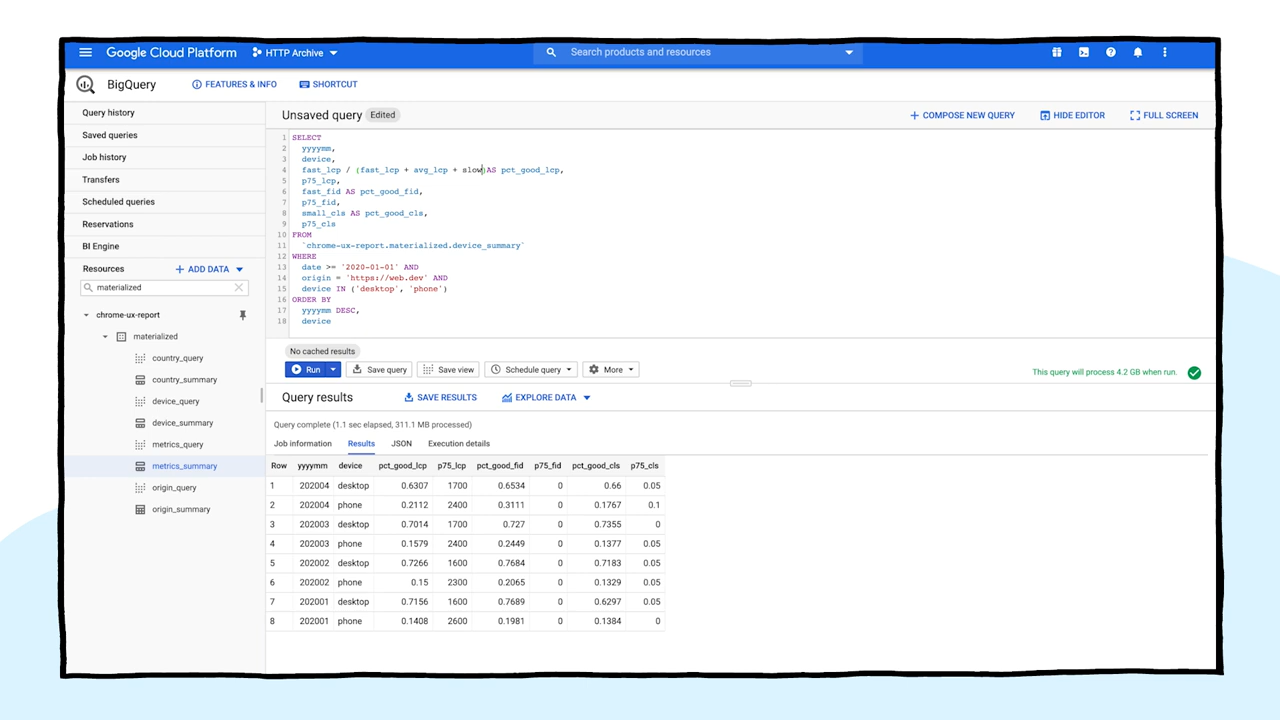 Google Cloud Platform HTTP Archive Search products and resources
BigQuery FEATURES & INFO SHORTCUT
Query history
Saved queries
Job history
Transfers
Scheduled queries
Reservations
BI Engine
Resources + ADD DATA
materialized
chrome-ux-report
materialized
country_query
country_summary
device_query
device_summary
metrics_query
metrics_summary
origin_query
origin_summary
Unsaved query Edited + COMPOSE NEW QUERY HIDE EDITOR FULL SCREEN
1 SELECT
2 yyyymm,
3 device,
4 fast_lcp / (fast_lcp + avg_lcp + slow)AS pct_good_lcp,
5 p75_lcp,
6 fast_fid AS pct_good_fid,
7 p75_fid,
8 small_cls AS pct_good_cls,
9 p75_cls
10 FROM
11 `chrome-ux-report.materialized.device_summary`
12 WHERE
13 date >= '2020-01-01' AND
14 origin = 'https://web.dev' AND
15 device IN ('desktop', 'phone')
16 ORDER BY
17 yyyymm DESC,
18 device
No cached results
Run Save query Save view Schedule query More This query will process 4.2 GB when run.
Query results SAVE RESULTS EXPLORE DATA
Query complete (1.1 sec elapsed, 311.1 MB processed)
Job information Results JSON Execution details
Row yyyymm device pct_good_lcp p75_lcp pct_good_fid p75_fid pct_good_cls p75_cls
1 202004 desktop 0.6307 1700 0.6534 0 0.66 0.05
2 202004 phone 0.2112 2400 0.3111 0 0.1767 0.1
3 202003 desktop 0.7014 1700 0.727 0 0.7355 0
4 202003 phone 0.1579 2400 0.2449 0 0.1377 0.05
5 202002 desktop 0.7266 1600 0.7684 0 0.7183 0.05
6 202002 phone 0.15 2300 0.2065 0 0.1329 0.05
7 202001 desktop 0.7156 1600 0.7689 0 0.6297 0.05
8 202001 phone 0.1408 2600 0.1981 0 0.1384 0